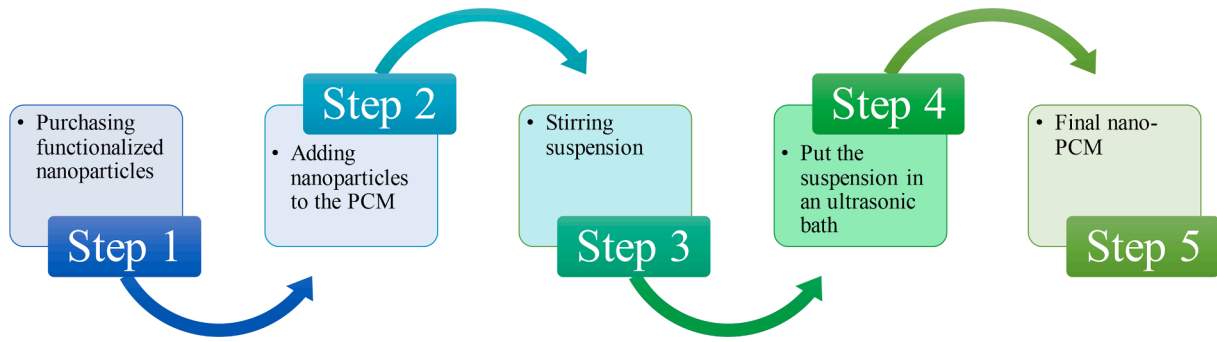 • Purchasing
functionalized
nanoparticles
Step 1
Step 2
• Adding
nanoparticles
to the PCM
• Stirring
suspension
Step 3
Step 4
• Put the
suspension in
an ultrasonic
bath
• Final nano-
PCM
Step 5